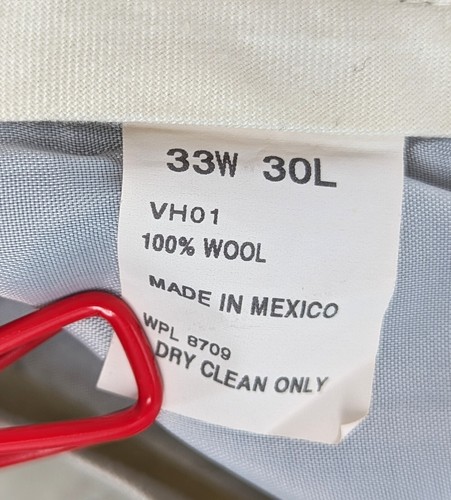 33W 30L
VH01
100% WOOL
MADE IN MEXICO
WPL 8709
DRY CLEAN ONLY